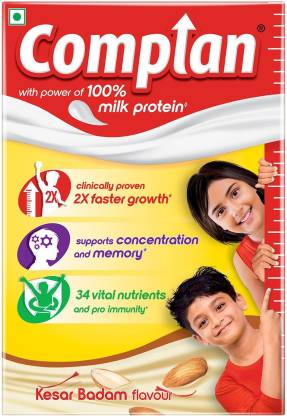 Complan®
with power of 100%
milk protein◊
2X
clinically proven
2X faster growth*
supports concentration
and memory*
34 vital nutrients
and pro immunity*
Kesar Badam flavour